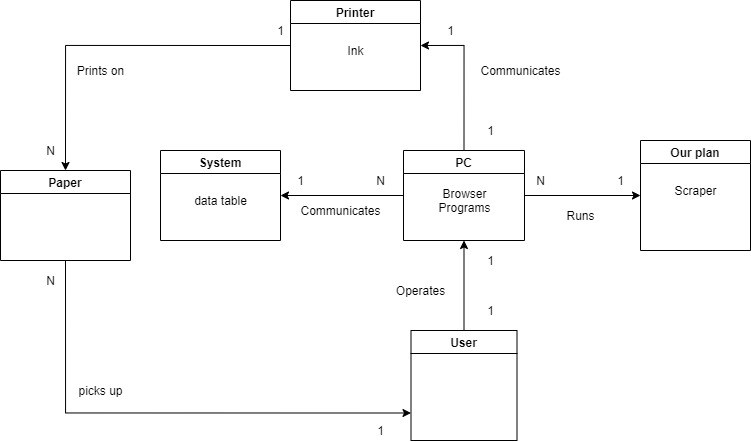 Printer
1
1
Ink
Prints on
Communicates
N
1
System
PC
Our plan
Paper
1
N
N
1
data table
Browser
Programs
Scraper
Communicates
Runs
1
N
Operates
1
User
picks up
1